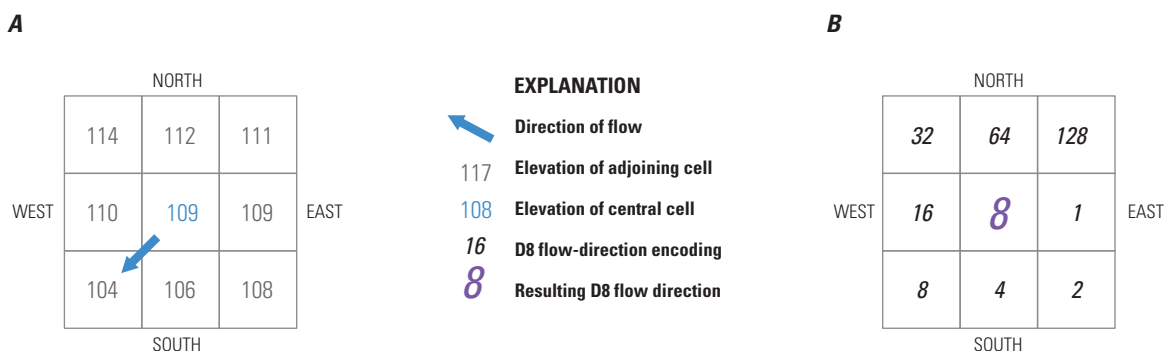 A
NORTH
114 112 111
WEST 110 109 109 EAST
104 106 108
SOUTH
EXPLANATION
Direction of flow
117 Elevation of adjoining cell
108 Elevation of central cell
16 D8 flow-direction encoding
8 Resulting D8 flow direction
B
NORTH
32 64 128
WEST 16 8 1 EAST
8 4 2
SOUTH